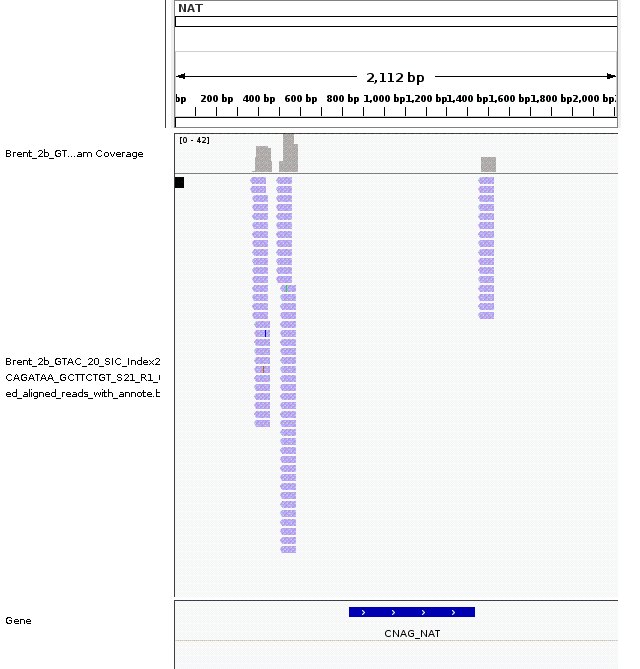 NAT
2,112 bp
bp 200 bp 400 bp 600 bp 800 bp 1,000 bp 1,200 bp 1,400 bp 1,600 bp 1,800 bp 2,000 bp
[0 - 42]
Brent_2b_GT...am Coverage
Brent_2b_GTAC_20_SIC_Index2
CAGATAA_GCTTCTGT_S21_R1_
ed_aligned_reads_with_annote.b
Gene
CNAG_NAT